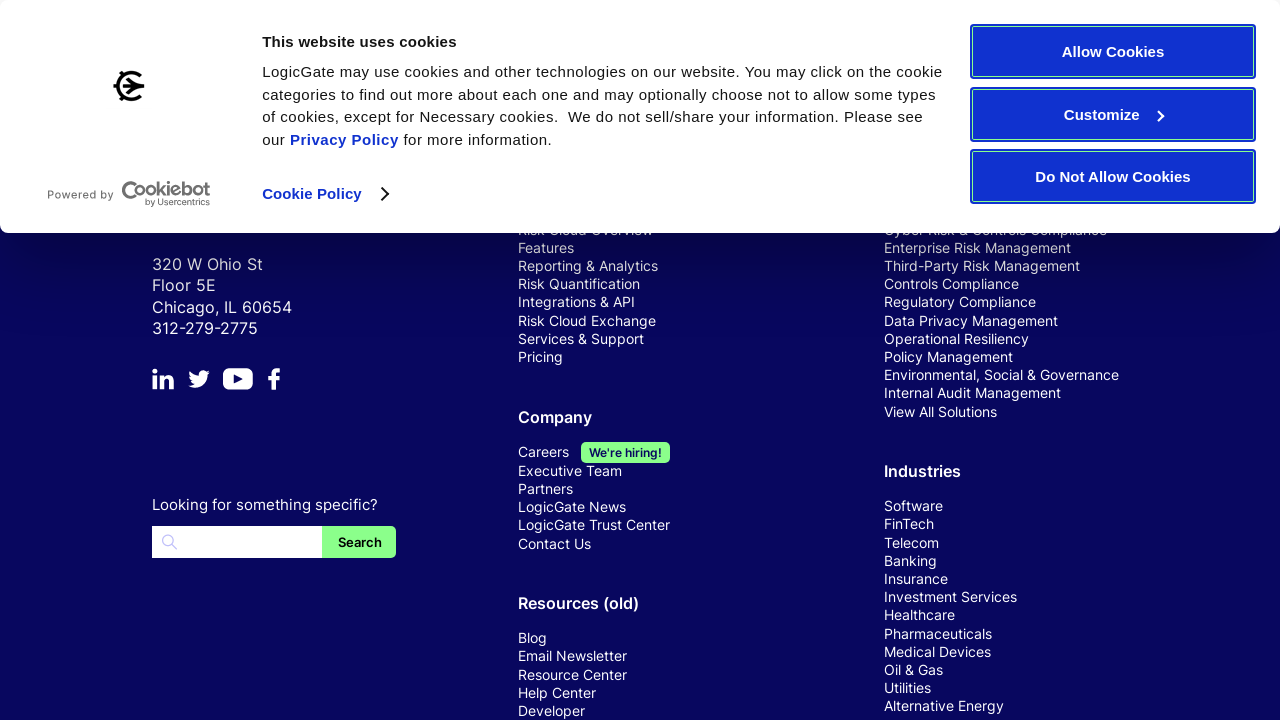 This website uses cookies
LogicGate may use cookies and other technologies on our website. You may click on the cookie
categories to find out more about each one and may optionally choose not to allow some types
of cookies, except for Necessary cookies.  We do not sell/share your information. Please see
our Privacy Policy for more information.
Cookie Policy
Powered by Cookiebot
by Usercentrics
Allow Cookies
Customize
Do Not Allow Cookies
320 W Ohio St
Floor 5E
Chicago, IL 60654
312-279-2775
Looking for something specific?
Search
Risk Cloud Overview
Features
Reporting & Analytics
Risk Quantification
Integrations & API
Risk Cloud Exchange
Services & Support
Pricing
Company
Careers We're hiring!
Executive Team
Partners
LogicGate News
LogicGate Trust Center
Contact Us
Resources (old)
Blog
Email Newsletter
Resource Center
Help Center
Developer
Cyber Risk & Controls Compliance
Enterprise Risk Management
Third-Party Risk Management
Controls Compliance
Regulatory Compliance
Data Privacy Management
Operational Resiliency
Policy Management
Environmental, Social & Governance
Internal Audit Management
View All Solutions
Industries
Software
FinTech
Telecom
Banking
Insurance
Investment Services
Healthcare
Pharmaceuticals
Medical Devices
Oil & Gas
Utilities
Alternative Energy